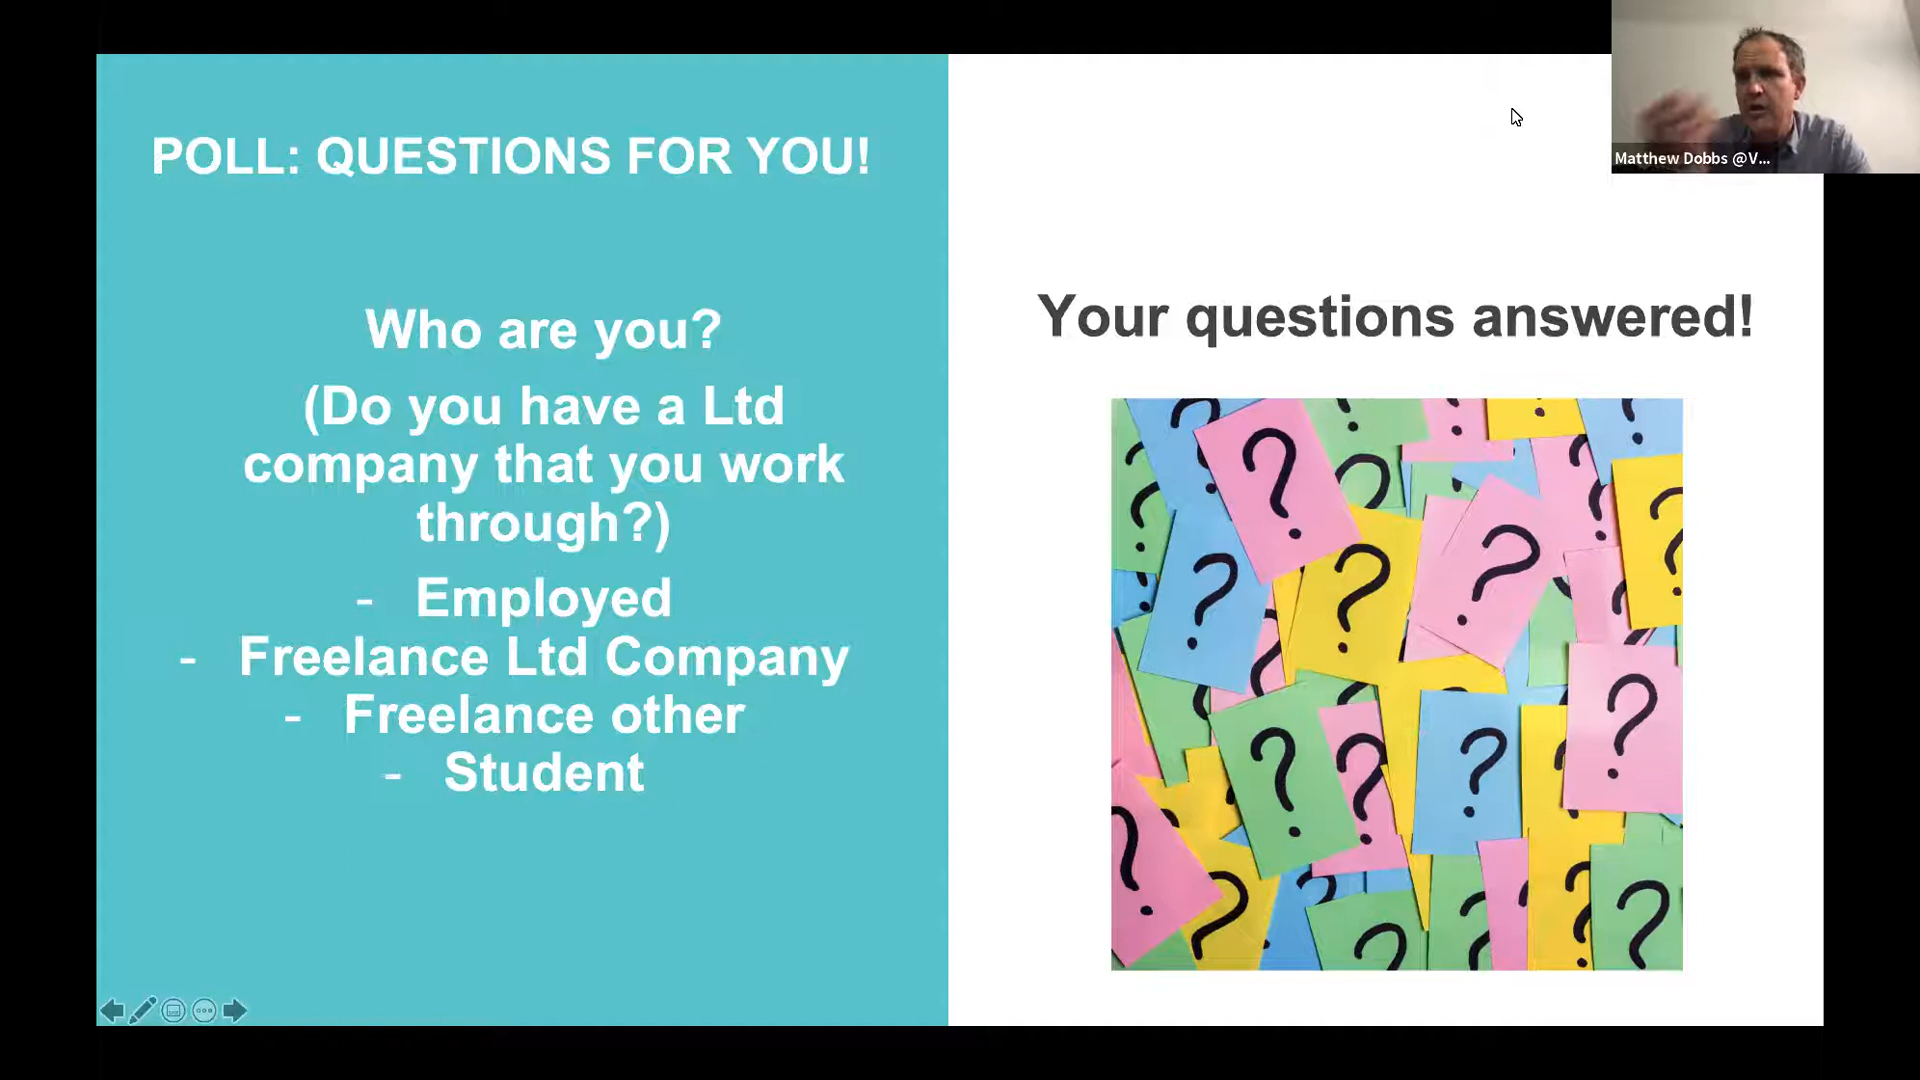 POLL: QUESTIONS FOR YOU!
Who are you?
(Do you have a Ltd
company that you work
through?)
- Employed
- Freelance Ltd Company
- Freelance other
- Student
Your questions answered!
Matthew Dobbs @V...